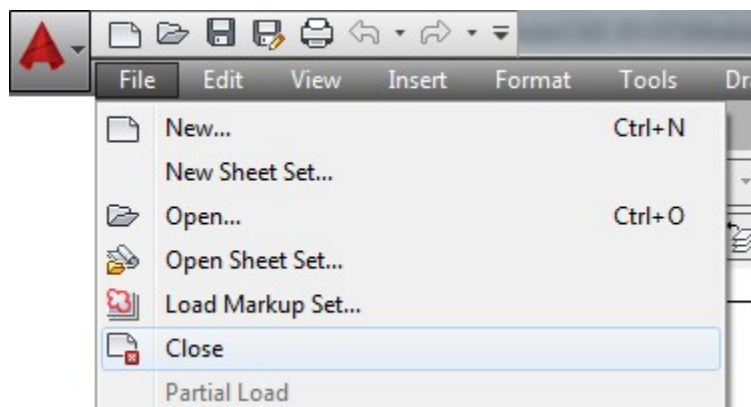 File Edit View Insert Format Tools Dr
New... Ctrl+N
New Sheet Set...
Open... Ctrl+O
Open Sheet Set...
Load Markup Set...
Close
Partial Load